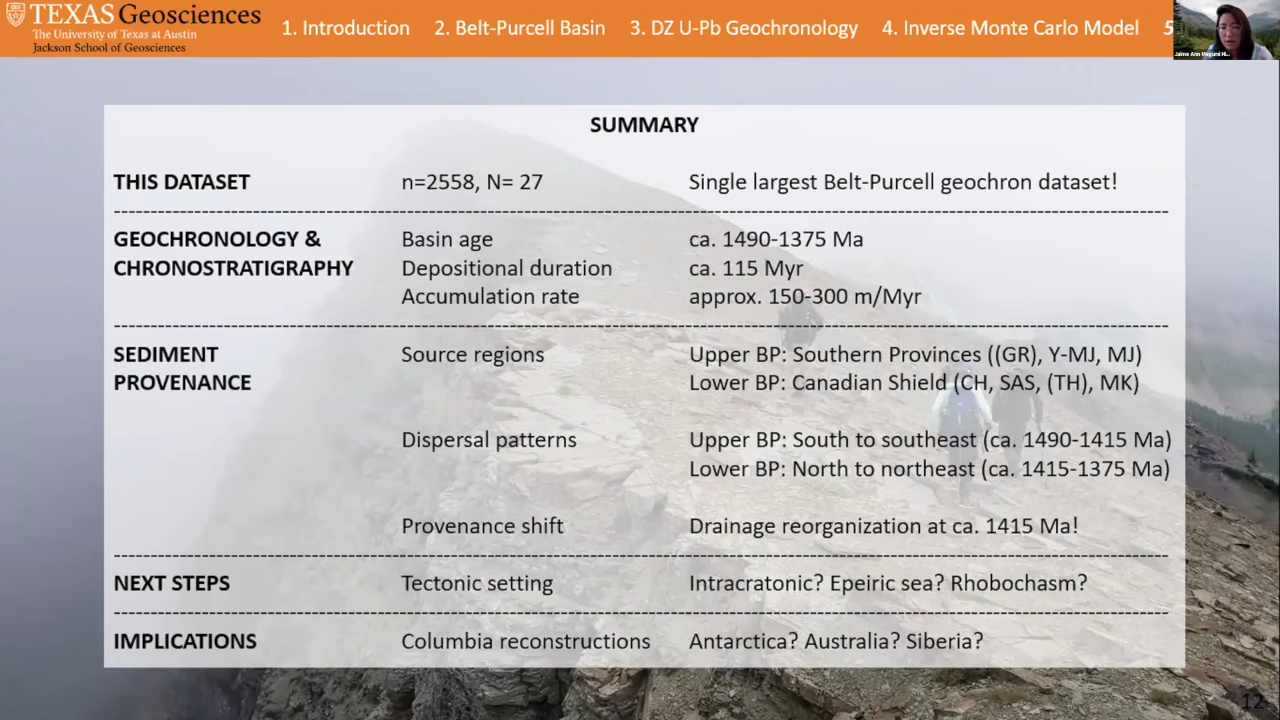 TEXAS Geosciences
The University of Texas at Austin
Jackson School of Geosciences
1. Introduction 2. Belt-Purcell Basin 3. DZ U-Pb Geochronology 4. Inverse Monte Carlo Model 5
Jaime Ann Megumi Hi...
SUMMARY
THIS DATASET n=2558, N= 27 Single largest Belt-Purcell geochron dataset!
GEOCHRONOLOGY & Basin age ca. 1490-1375 Ma
CHRONOSTRATIGRAPHY Depositional duration ca. 115 Myr
Accumulation rate approx. 150-300 m/Myr
SEDIMENT Source regions Upper BP: Southern Provinces ((GR), Y-MJ, MJ)
PROVENANCE Lower BP: Canadian Shield (CH, SAS, (TH), MK)
Dispersal patterns Upper BP: South to southeast (ca. 1490-1415 Ma)
Lower BP: North to northeast (ca. 1415-1375 Ma)
Provenance shift Drainage reorganization at ca. 1415 Ma!
NEXT STEPS Tectonic setting Intracratonic? Epeiric sea? Rhobochasm?
IMPLICATIONS Columbia reconstructions Antarctica? Australia? Siberia?
12